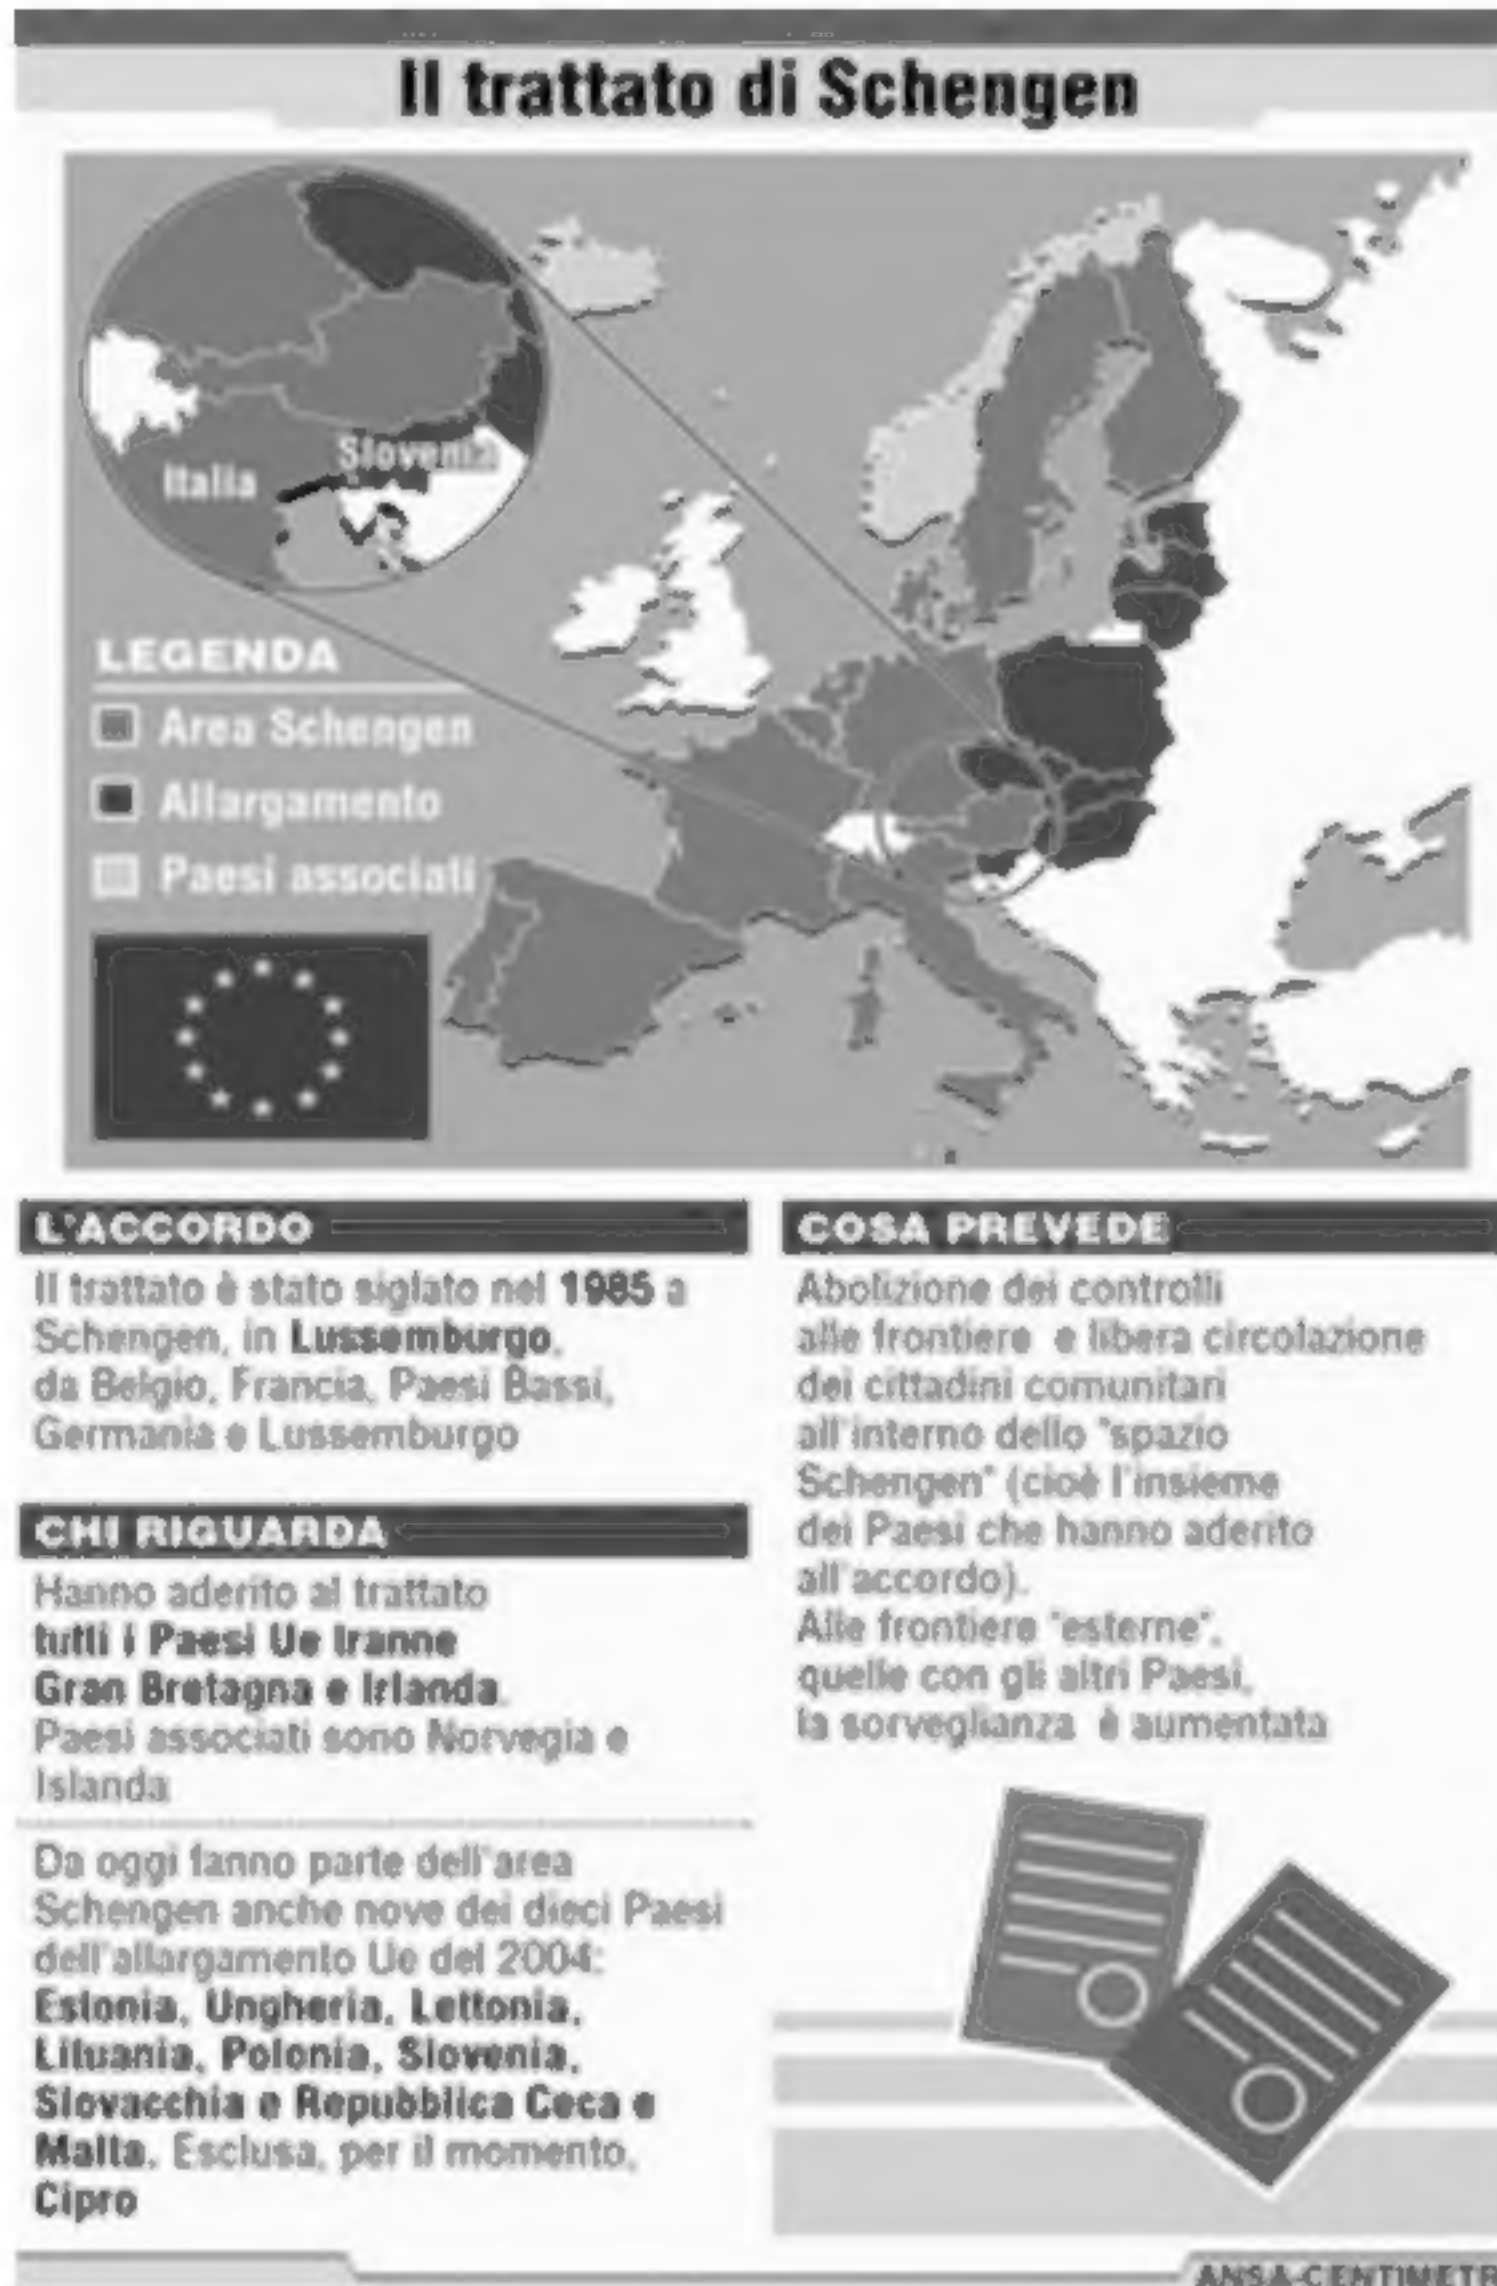 Il trattato di Schengen
Slovenia
Italia
LEGENDA
Area Schengen
Allargamento
Paesi associati
L'ACCORDO
Il trattato è stato siglato nel 1985 a
Schengen, in Lussemburgo,
da Belgio, Francia, Paesi Bassi,
Germania e Lussemburgo
CHI RIGUARDA
Hanno aderito al trattato
tutti i Paesi Ue tranne
Gran Bretagna e Irlanda.
Paesi associati sono Norvegia e
Islanda
Da oggi fanno parte dell'area
Schengen anche nove dei dieci Paesi
dell'allargamento Ue del 2004:
Estonia, Ungheria, Lettonia,
Lituania, Polonia, Slovenia,
Slovacchia e Repubblica Ceca e
Malta. Esclusa, per il momento,
Cipro
COSA PREVEDE
Abolizione dei controlli
alle frontiere e libera circolazione
dei cittadini comunitari
all'interno dello "spazio
Schengen" (cioè l'insieme
dei Paesi che hanno aderito
all'accordo).
Alle frontiere "esterne",
quelle con gli altri Paesi,
la sorveglianza è aumentata
ANSA-CENTIMETR